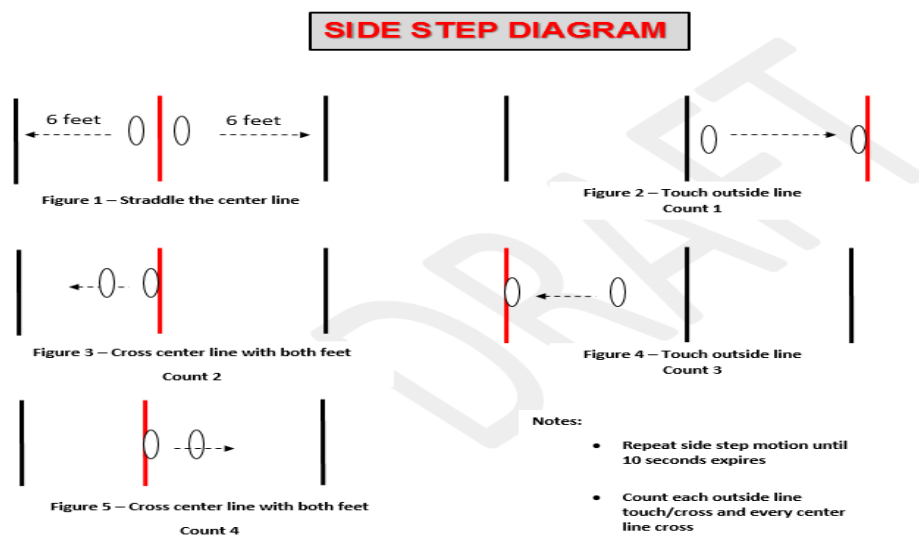 SIDE STEP DIAGRAM
6 feet
6 feet
Figure 1 – Straddle the center line
Figure 2 – Touch outside line
Count 1
Figure 3 – Cross center line with both feet
Count 2
Figure 4 – Touch outside line
Count 3
Figure 5 – Cross center line with both feet
Count 4
Notes:
• Repeat side step motion until
10 seconds expires
• Count each outside line
touch/cross and every center
line cross
DRAFT